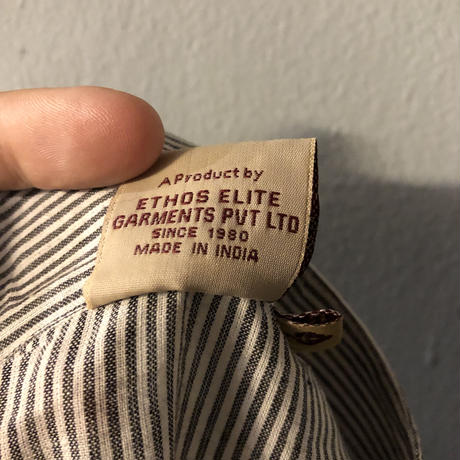 A Product by
ETHOS ELITE
GARMENTS PVT LTD
SINCE 1980
MADE IN INDIA